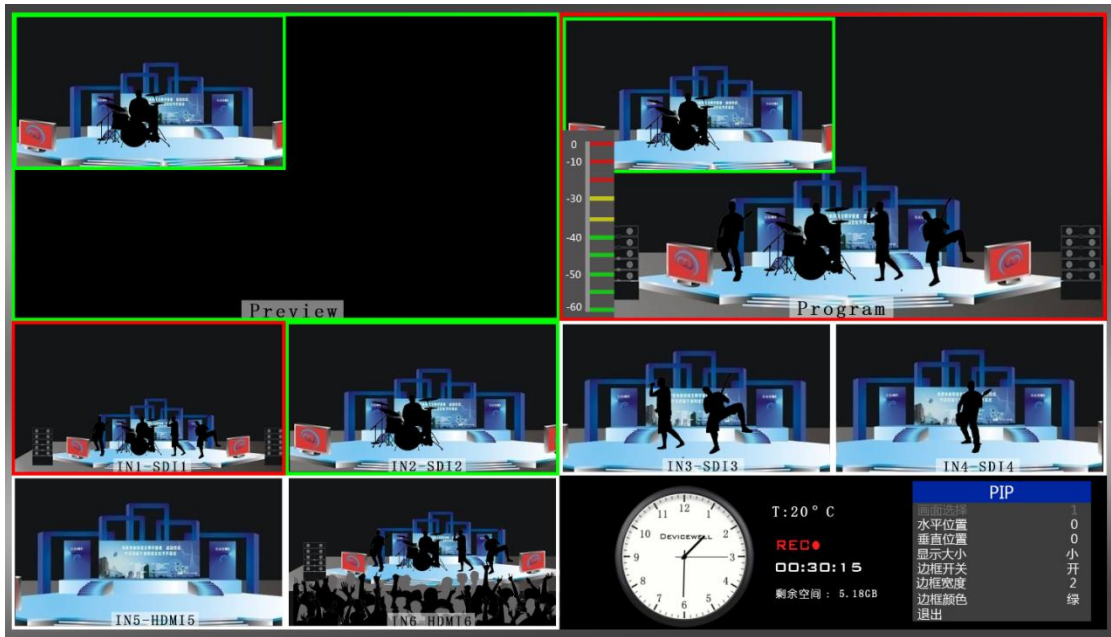 0
-10
-30
-40
-50
-60
Preview
Program
IN1-SDI1
IN2-SDI2
IN3-SDI3
IN4-SDI4
IN5-HDMI5
IN6-HDMI6
12
1
2
3
4
5
6
7
8
9
10
11
DEVICEWELL
T:20°C
REC
00:30:15
剩余空间： 5.18GB
PIP
画面选择 1
水平位置 0
垂直位置 0
显示大小 小
边框开关 开
边框宽度 2
边框颜色 绿
退出